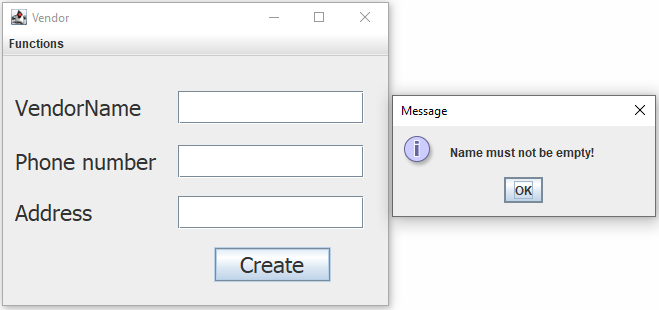 Vendor
Functions
VendorName
Phone number
Address
Create
Message
Name must not be empty!
OK